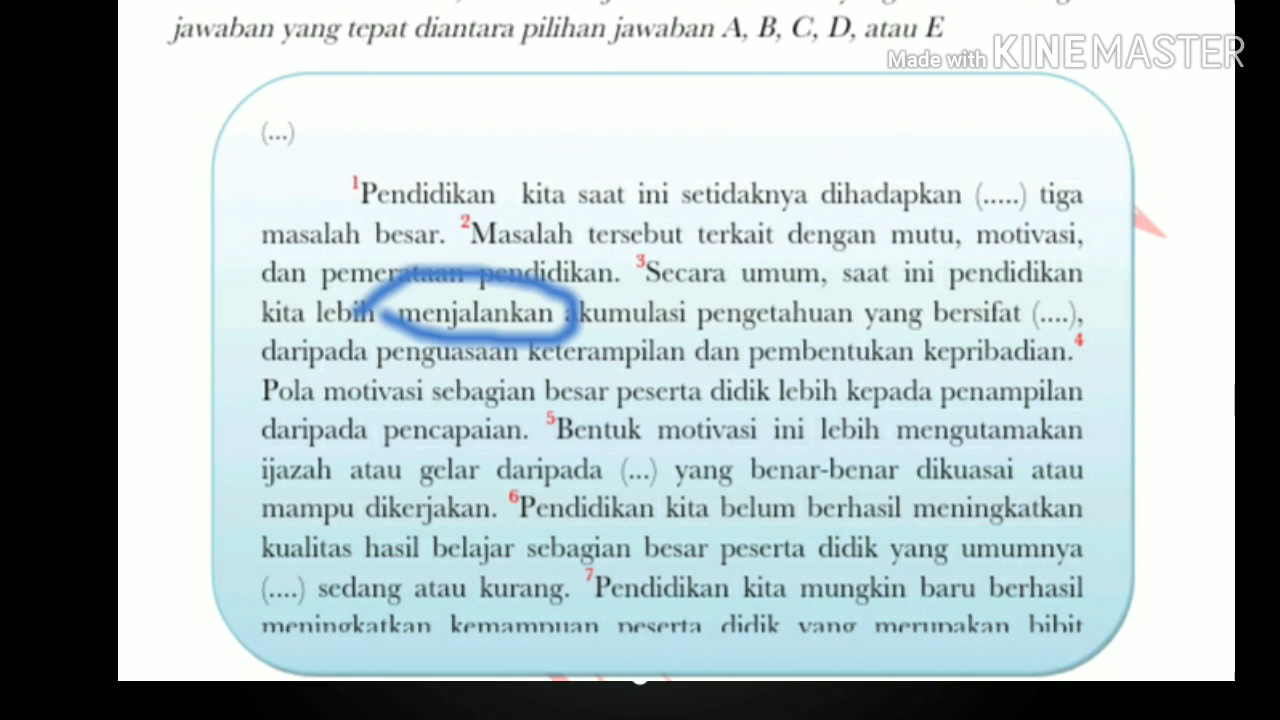 jawaban yang tepat diantara pilihan jawaban A, B, C, D, atau E
Made with KINEMASTER
(...)
1Pendidikan kita saat ini setidaknya dihadapkan (.....) tiga
masalah besar. 2Masalah tersebut terkait dengan mutu, motivasi,
dan pemerataan pendidikan. 3Secara umum, saat ini pendidikan
kita lebih menjalankan akumulasi pengetahuan yang bersifat (....),
daripada penguasaan keterampilan dan pembentukan kepribadian.4
Pola motivasi sebagian besar peserta didik lebih kepada penampilan
daripada pencapaian. 5Bentuk motivasi ini lebih mengutamakan
ijazah atau gelar daripada (...) yang benar-benar dikuasai atau
mampu dikerjakan. 6Pendidikan kita belum berhasil meningkatkan
kualitas hasil belajar sebagian besar peserta didik yang umumnya
(....) sedang atau kurang. 7Pendidikan kita mungkin baru berhasil
meningkatkan kemampuan peserta didik yang merupakan bibit